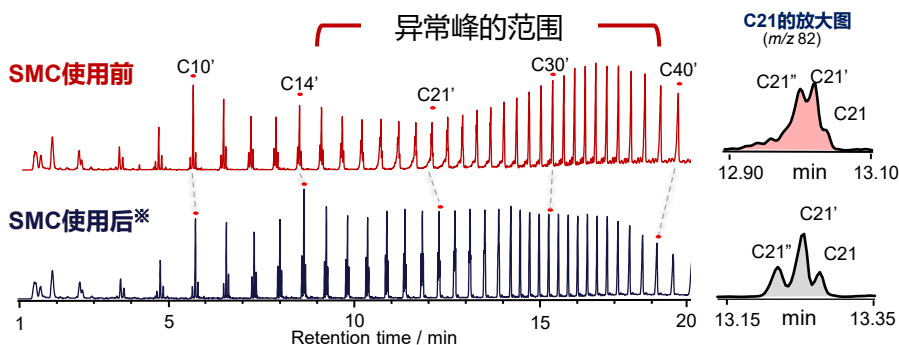 异常峰的范围
SMC使用前
C10’
C14’
C21’
C30’
C40’
SMC使用后※
1
5
10
15
20
Retention time / min
C21的放大图
(m/z 82)
C21”
C21’
C21
12.90
min
13.10
C21’
C21”
C21
13.15
min
13.35